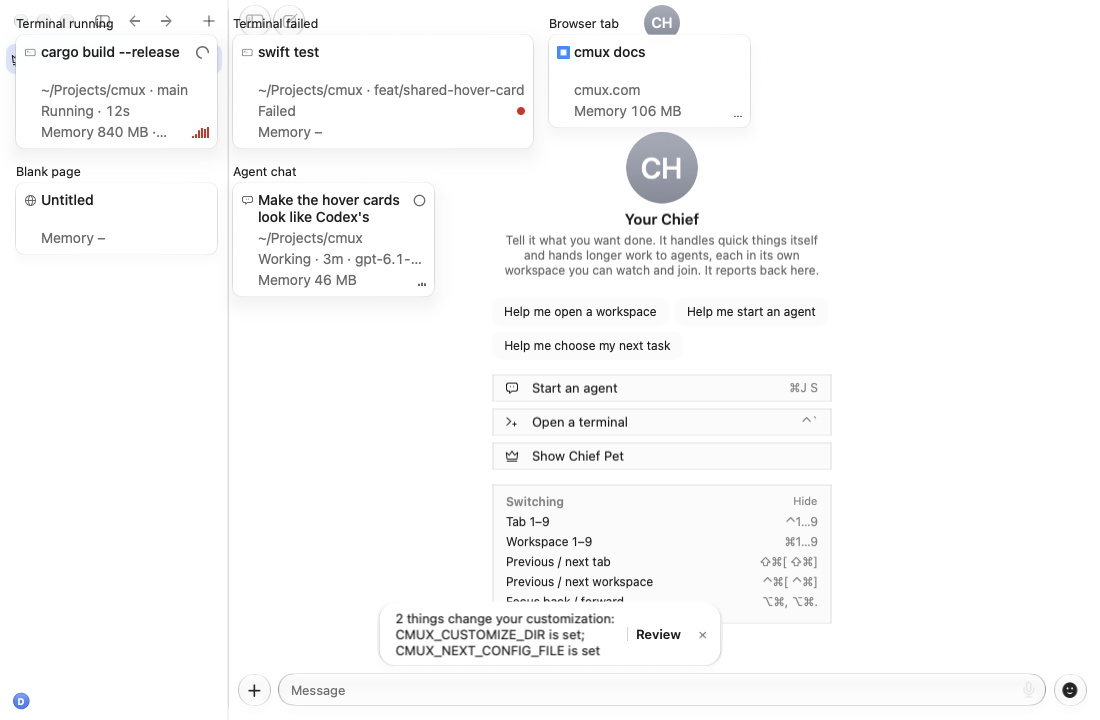 Terminal running
cargo build --release
~/Projects/cmux · main
Running · 12s
Memory 840 MB ·...
Terminal failed
swift test
~/Projects/cmux · feat/shared-hover-card
Failed
Memory –
Browser tab
cmux docs
cmux.com
Memory 106 MB
...
Blank page
Untitled
Memory –
Agent chat
Make the hover cards
look like Codex's
~/Projects/cmux
Working · 3m · gpt-6.1-...
Memory 46 MB
CH
CH
Your Chief
Tell it what you want done. It handles quick things itself
and hands longer work to agents, each in its own
workspace you can watch and join. It reports back here.
Help me open a workspace
Help me start an agent
Help me choose my next task
Start an agent ⌘J S
Open a terminal ⌃`
Show Chief Pet
Switching Hide
Tab 1–9 ⌃1...9
Workspace 1–9 ⌘1...9
Previous / next tab ⇧⌘[ ⇧⌘]
Previous / next workspace ⌃⌘[ ⌃⌘]
Focus back / forward ⌥⌘, ⌥⌘.
2 things change your customization:
CMUX_CUSTOMIZE_DIR is set;
CMUX_NEXT_CONFIG_FILE is set
Review ×
Message
D